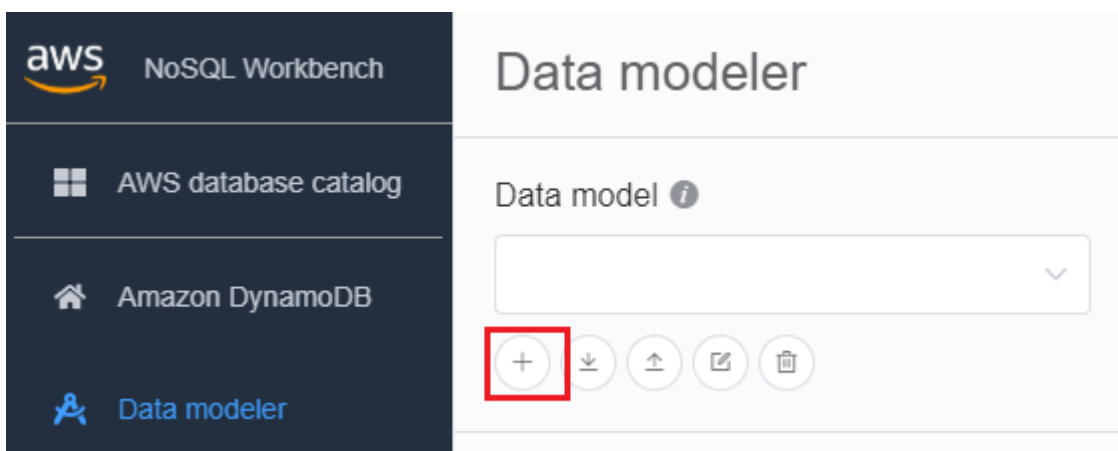 aws
NoSQL Workbench
AWS database catalog
Amazon DynamoDB
Data modeler
Data modeler
Data model